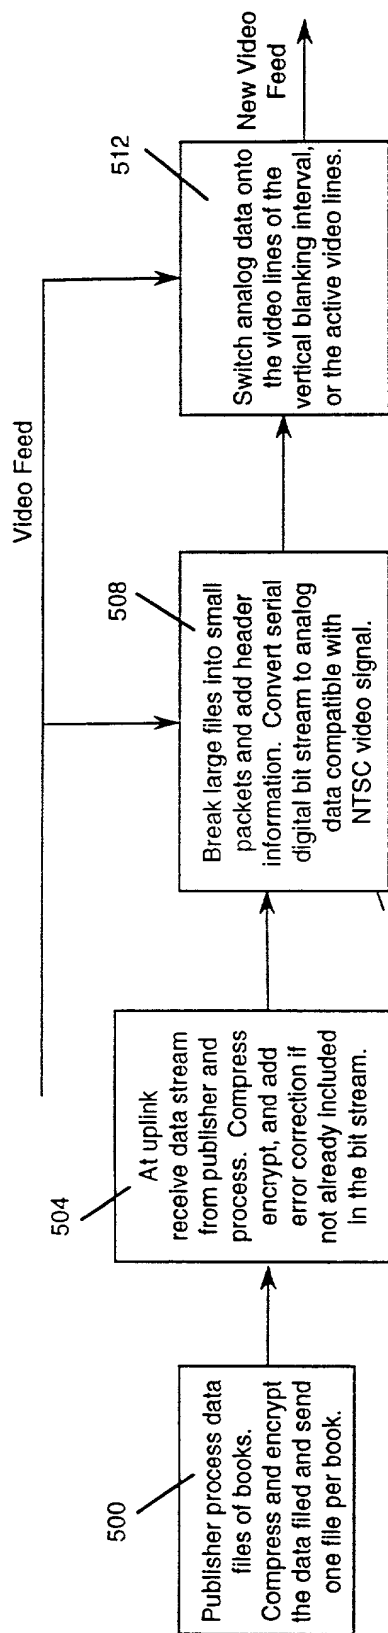 500
Publisher process data
files of books.
Compress and encrypt
the data filed and send
one file per book.
504
At uplink
receive data stream
from publisher and
process. Compress
encrypt, and add
error correction if
not already included
in the bit stream.
Video Feed
508
Break large files into small
packets and add header
information. Convert serial
digital bit stream to analog
data compatible with
NTSC video signal.
512
Switch analog data onto
the video lines of the
vertical blanking interval,
or the active video lines.
New Video
Feed